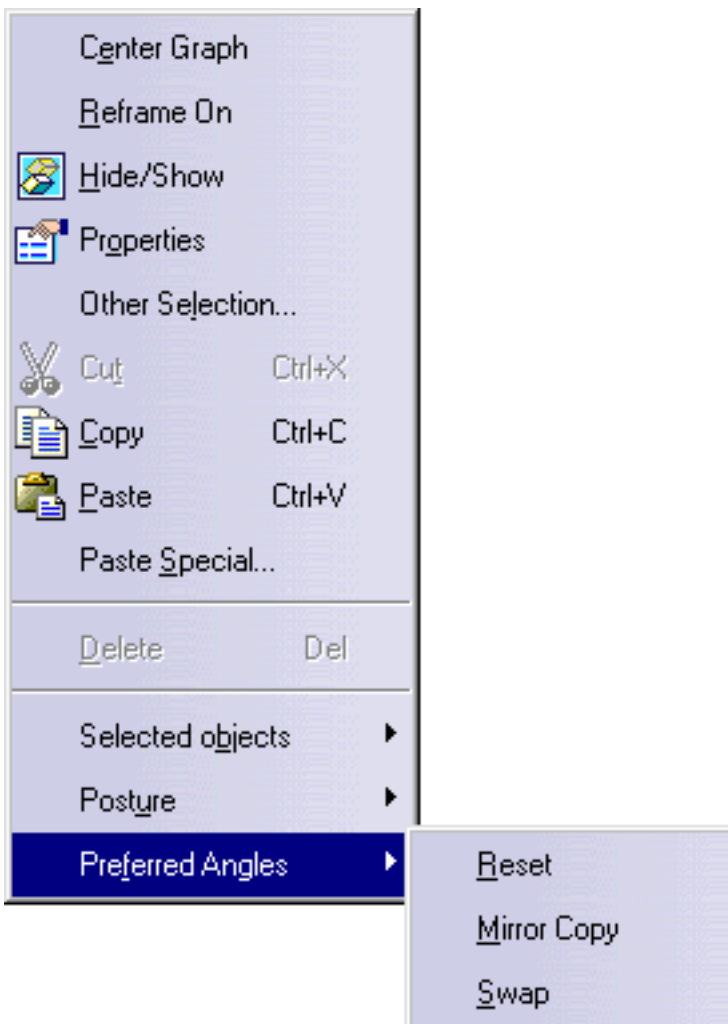 Center Graph
Reframe On
Hide/Show
Properties
Other Selection...
Cut Ctrl+X
Copy Ctrl+C
Paste Ctrl+V
Paste Special...
Delete Del
Selected objects
Posture
Preferred Angles
Reset
Mirror Copy
Swap